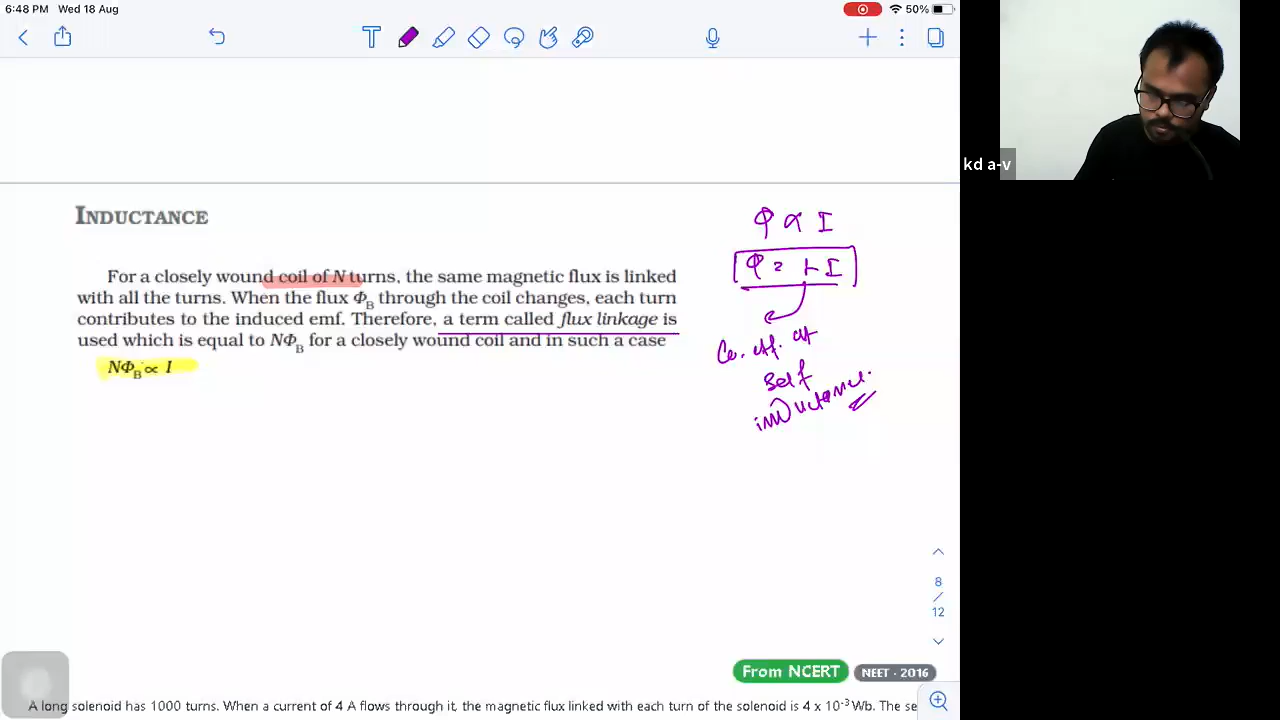 6:48 PM Wed 18 Aug
50%
kd a-v
INDUCTANCE
For a closely wound coil of N turns, the same magnetic flux is linked
with all the turns. When the flux ΦB through the coil changes, each turn
contributes to the induced emf. Therefore, a term called flux linkage is
used which is equal to NΦB for a closely wound coil and in such a case
NΦB ∝ I
φ ∝ I
φ = L I
Co. eff. of
self
inductance.
8
/
12
From NCERT
NEET - 2016
A long solenoid has 1000 turns. When a current of 4 A flows through it, the magnetic flux linked with each turn of the solenoid is 4 x 10⁻³ Wb. The se